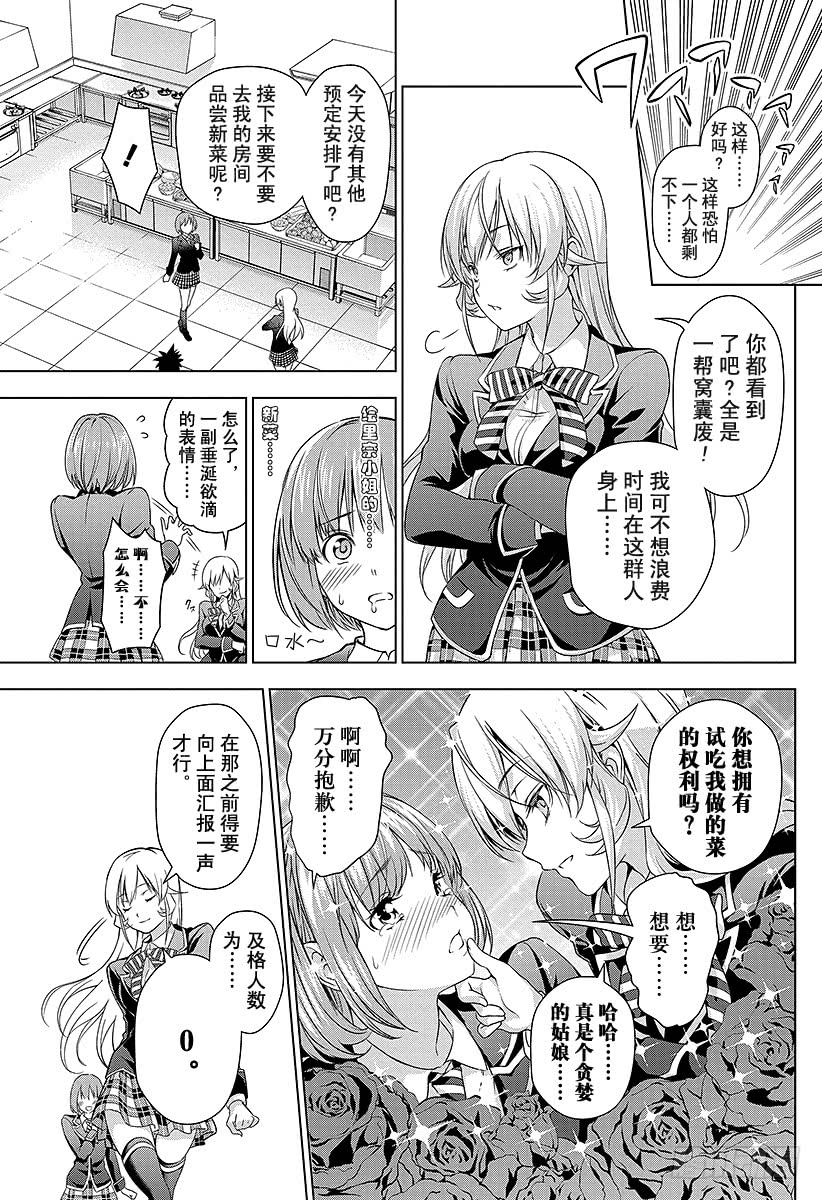 这样……
好吗？
这样恐怕
一个人都剩
不下……
你都看到
了吧？全是
一帮窝囊废！
我可不想浪费
时间在这群人
身上……
今天没有其他
预定安排了吧？
接下来要不要
去我的房间
品尝新菜呢？
！
绘里奈小姐的……
新菜……
口水～
怎么了，
一副垂涎欲滴
的表情
啊……不……
怎么会……
你想拥有
试吃我做的菜
的权利吗？
想……
想要……
哈哈……
真是个贪婪
的姑娘……
啊啊……
万分抱歉……
在那之前得要
向上面汇报一声
才行。
及格人数
为……
0。